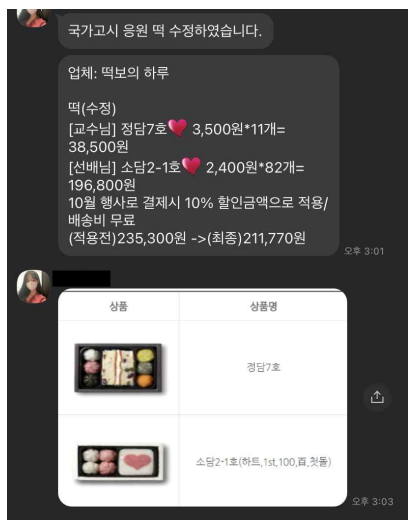 국가고시 응원 떡 수정하였습니다.
업체: 떡보의 하루
떡(수정)
[교수님] 정담7호❤️ 3,500원*11개=
38,500원
[선배님] 소담2-1호❤️ 2,400원*82개=
196,800원
10월 행사로 결제시 10% 할인금액으로 적용/
배송비 무료
(적용전)235,300원 ->(최종)211,770원
오후 3:01
상품 상품명
경담7호
소담2-1호(하트,1st,100,百,첫돌)
오후 3:03